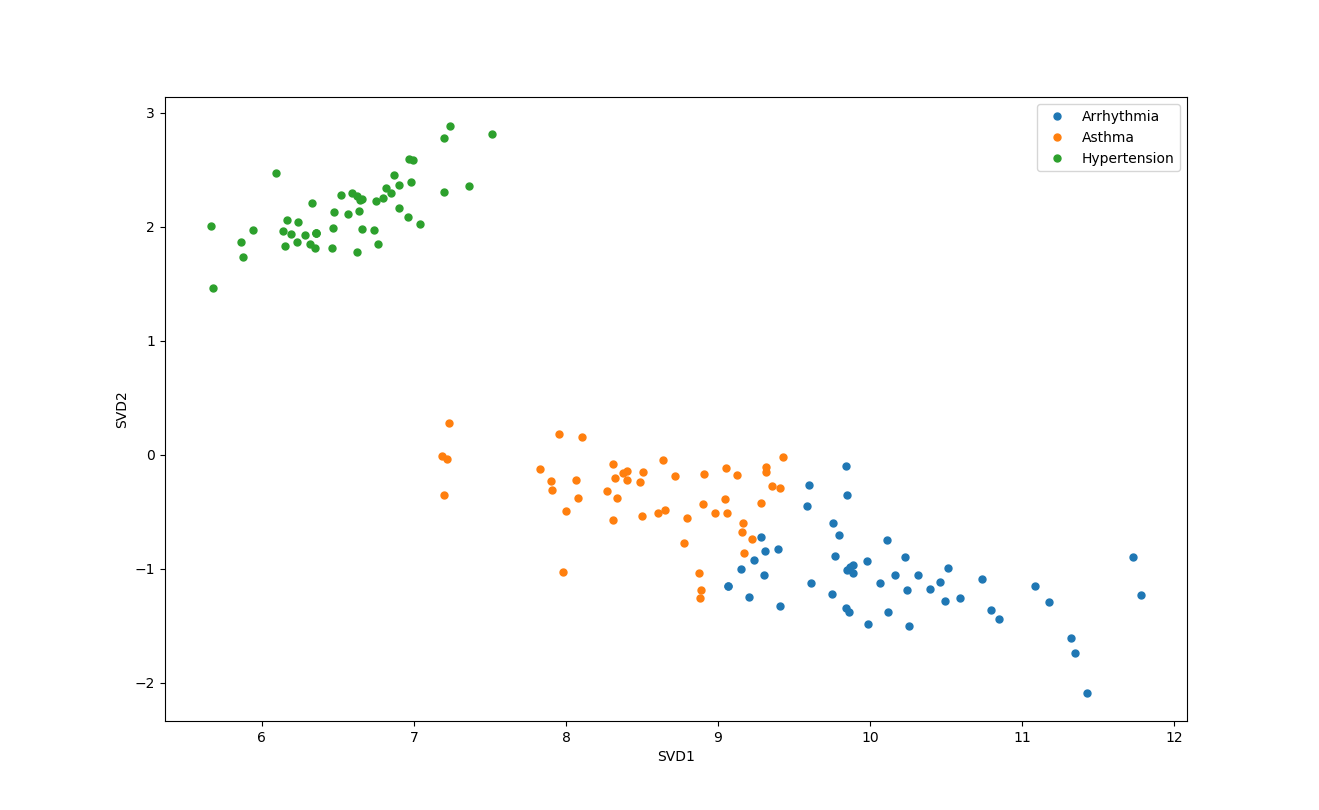 Arrhythmia
Asthma
Hypertension
3
2
1
0
−1
−2
SVD2
6 7 8 9 10 11 12
SVD1